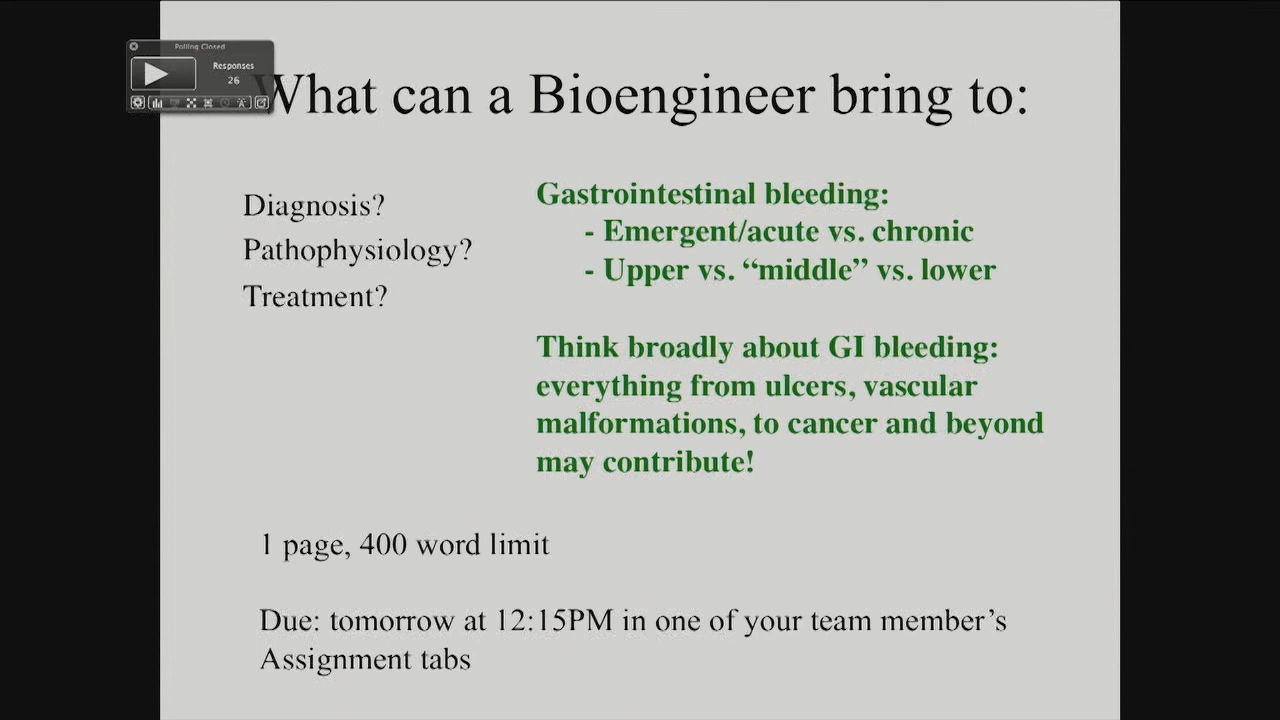 Polling Closed
Responses
26
What can a Bioengineer bring to:
Diagnosis?
Pathophysiology?
Treatment?
Gastrointestinal bleeding:
- Emergent/acute vs. chronic
- Upper vs. “middle” vs. lower
Think broadly about GI bleeding:
everything from ulcers, vascular
malformations, to cancer and beyond
may contribute!
1 page, 400 word limit
Due: tomorrow at 12:15PM in one of your team member’s
Assignment tabs